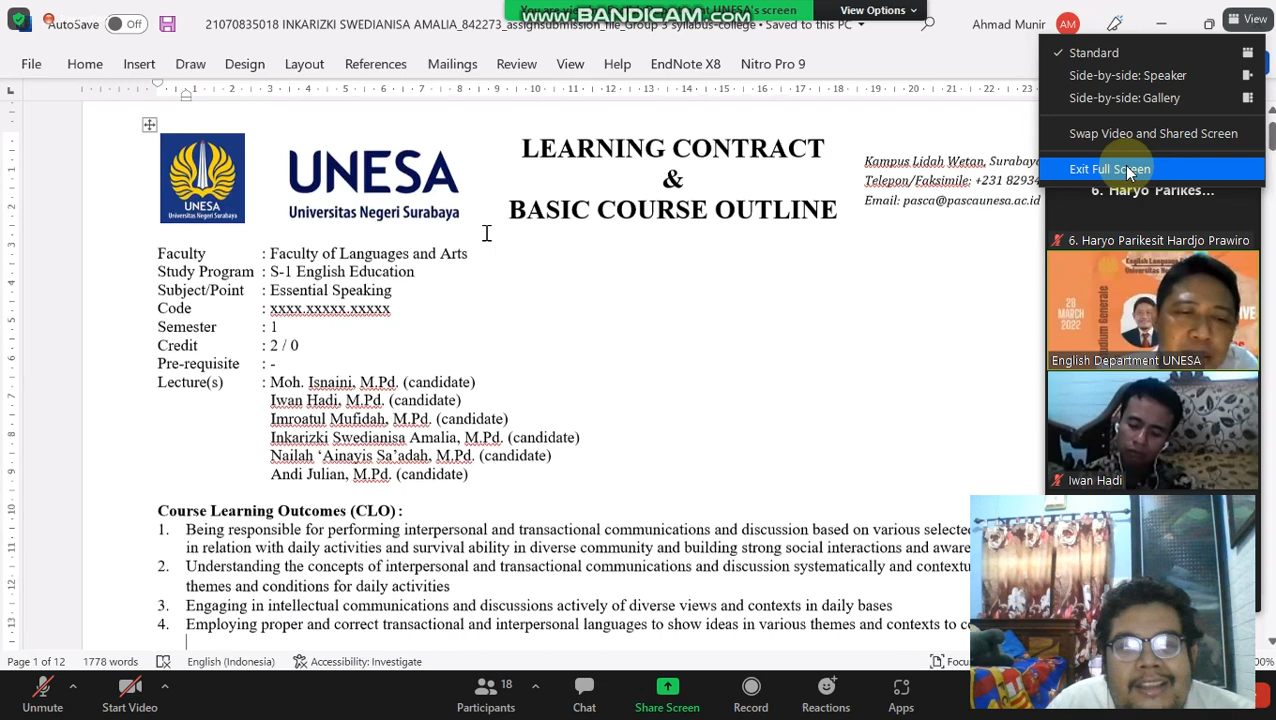 www.BANDICAM.com
View Options
AutoSave Off
21070835018 INKARIZKI SWEDIANISA AMALIA_842273_assignsubmission_file_Group 3 syllabus-college • Saved to this PC
Ahmad Munir AM
View
File Home Insert Draw Design Layout References Mailings Review View Help EndNote X8 Nitro Pro 9
Standard
Side-by-side: Speaker
Side-by-side: Gallery
Swap Video and Shared Screen
Exit Full Screen
UNESA
Universitas Negeri Surabaya
UNESA
Universitas Negeri Surabaya
LEARNING CONTRACT
&
BASIC COURSE OUTLINE
Kampus Lidah Wetan, Surabaya
Telepon/Faksimile: +231 8293
Email: pasca@pascaunesa.ac.id
Faculty : Faculty of Languages and Arts
Study Program : S-1 English Education
Subject/Point : Essential Speaking
Code : xxxx.xxxxx.xxxxx
Semester : 1
Credit : 2 / 0
Pre-requisite : -
Lecture(s) : Moh. Isnaini, M.Pd. (candidate)
Iwan Hadi, M.Pd. (candidate)
Imroatul Mufidah, M.Pd. (candidate)
Inkarizki Swedianisa Amalia, M.Pd. (candidate)
Nailah ‘Ainayis Sa’adah, M.Pd. (candidate)
Andi Julian, M.Pd. (candidate)
Course Learning Outcomes (CLO) :
1. Being responsible for performing interpersonal and transactional communications and discussion based on various selected
in relation with daily activities and survival ability in diverse community and building strong social interactions and aware
2. Understanding the concepts of interpersonal and transactional communications and discussion systematically and contextu
themes and conditions for daily activities
3. Engaging in intellectual communications and discussions actively of diverse views and contexts in daily bases
4. Employing proper and correct transactional and interpersonal languages to show ideas in various themes and contexts to co
6. Haryo Parikes...
6. Haryo Parikesit Hardjo Prawiro
28
MARCH
2022
English Department UNESA
Iwan Hadi
Page 1 of 12 1778 words English (Indonesia) Accessibility: Investigate Focu
Unmute Start Video Participants 18 Chat Share Screen Record Reactions Apps